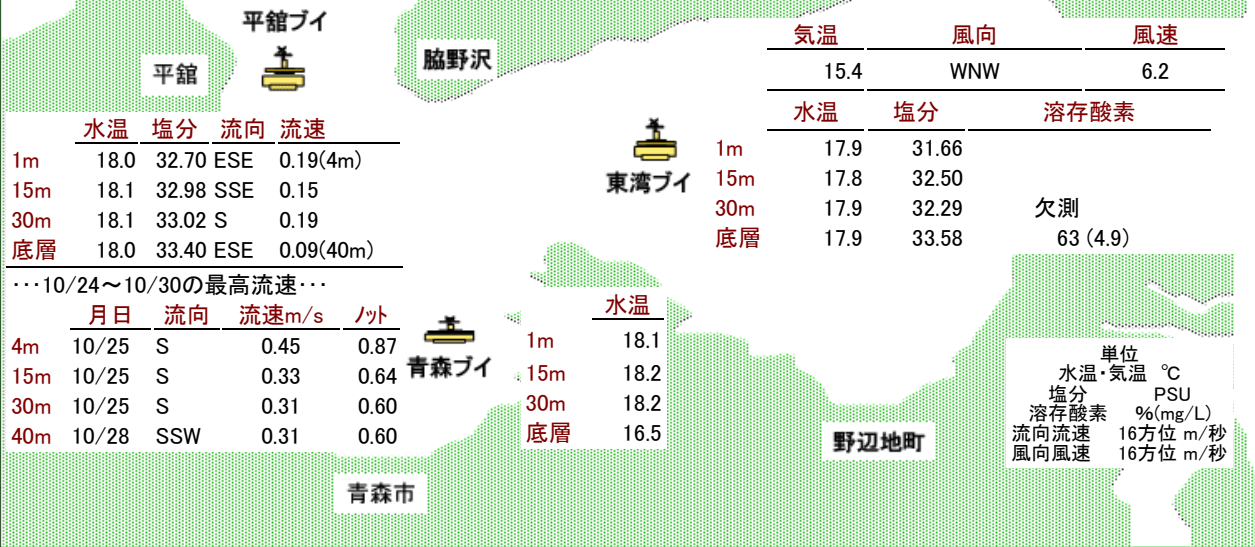 平舘ブイ
平舘
脇野沢
気温 風向 風速
15.4 WNW 6.2
水温 塩分 流向 流速
1m 18.0 32.70 ESE 0.19(4m)
15m 18.1 32.98 SSE 0.15
30m 18.1 33.02 S 0.19
底層 18.0 33.40 ESE 0.09(40m)
東湾ブイ
水温 塩分 溶存酸素
1m 17.9 31.66
15m 17.8 32.50
30m 17.9 32.29 欠測
底層 17.9 33.58 63 (4.9)
･･･10/24～10/30の最高流速･･･
月日 流向 流速m/s ノット
4m 10/25 S 0.45 0.87
15m 10/25 S 0.33 0.64
30m 10/25 S 0.31 0.60
40m 10/28 SSW 0.31 0.60
青森ブイ
水温
1m 18.1
15m 18.2
30m 18.2
底層 16.5
単位
水温・気温 ℃
塩分 PSU
溶存酸素 %(mg/L)
流向流速 16方位 m/秒
風向風速 16方位 m/秒
野辺地町
青森市